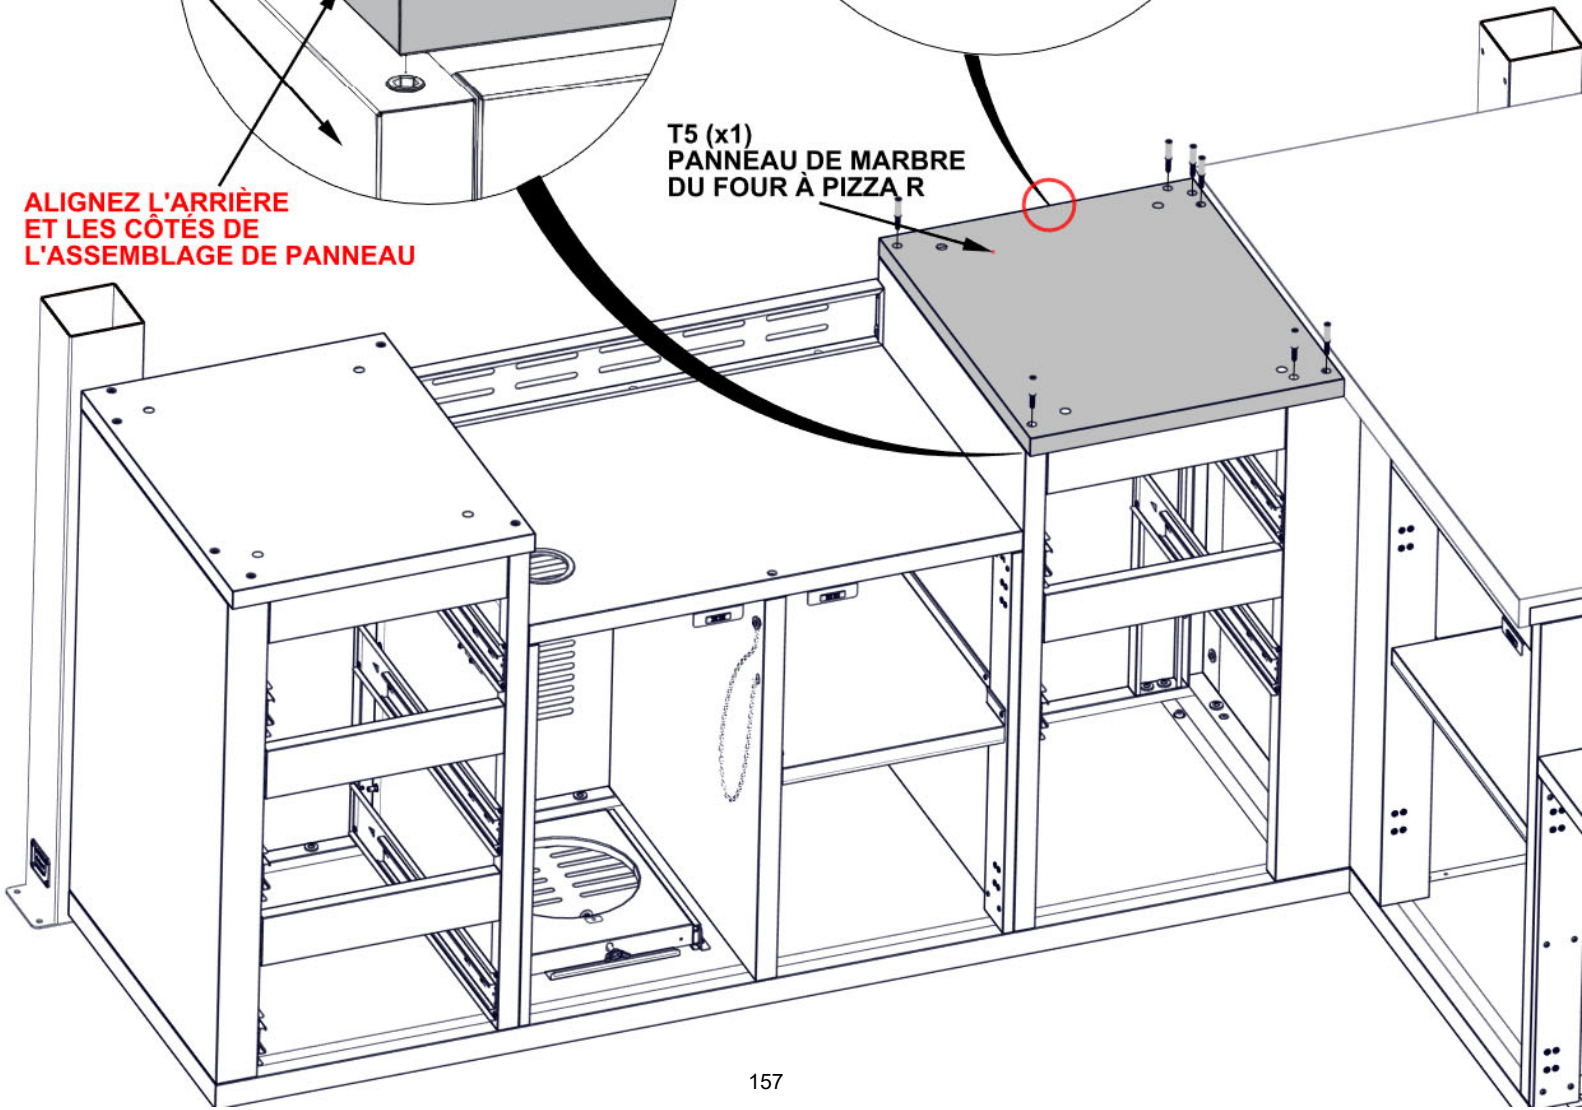 T5 (x1)
PANNEAU DE MARBRE
DU FOUR À PIZZA R
ALIGNEZ L'ARRIÈRE
ET LES CÔTÉS DE
L'ASSEMBLAGE DE PANNEAU
157